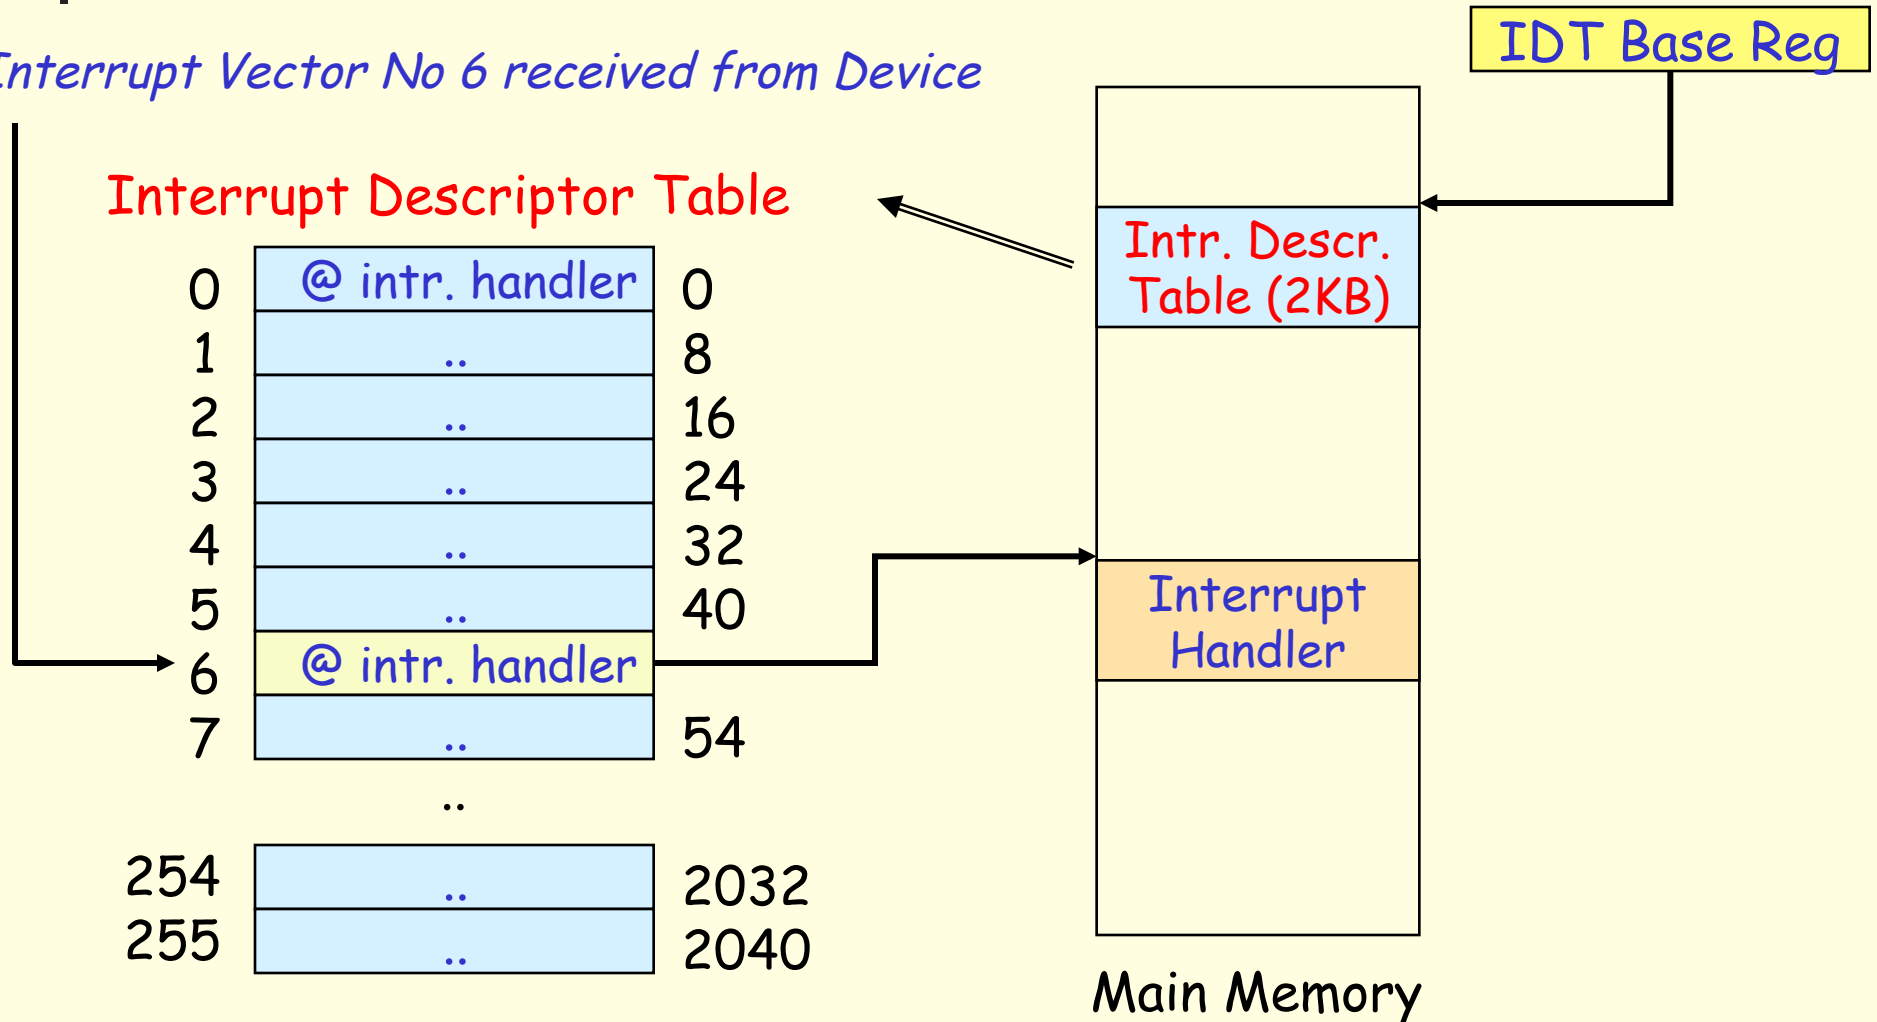 IDT Base Reg
Interrupt Vector No 6 received from Device
Interrupt Descriptor Table
Intr. Descr.
Table (2KB)
0 @ intr. handler 0
1 .. 8
2 .. 16
3 .. 24
4 .. 32
5 .. 40
6 @ intr. handler
7 .. 54
..
254 .. 2032
255 .. 2040
Interrupt
Handler
Main Memory